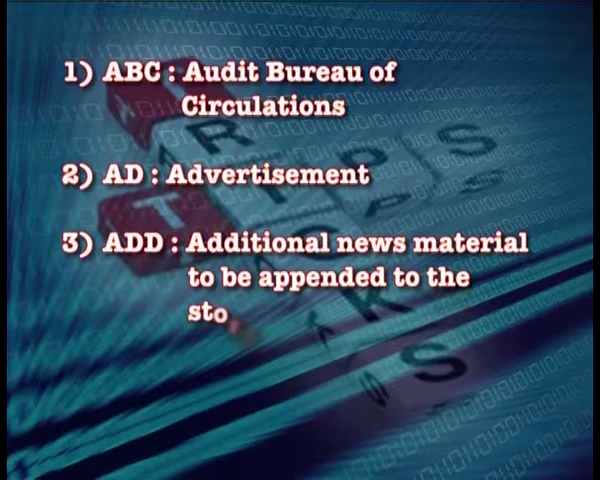 1) ABC : Audit Bureau of
Circulations
2) AD : Advertisement
3) ADD : Additional news material
to be appended to the
sto